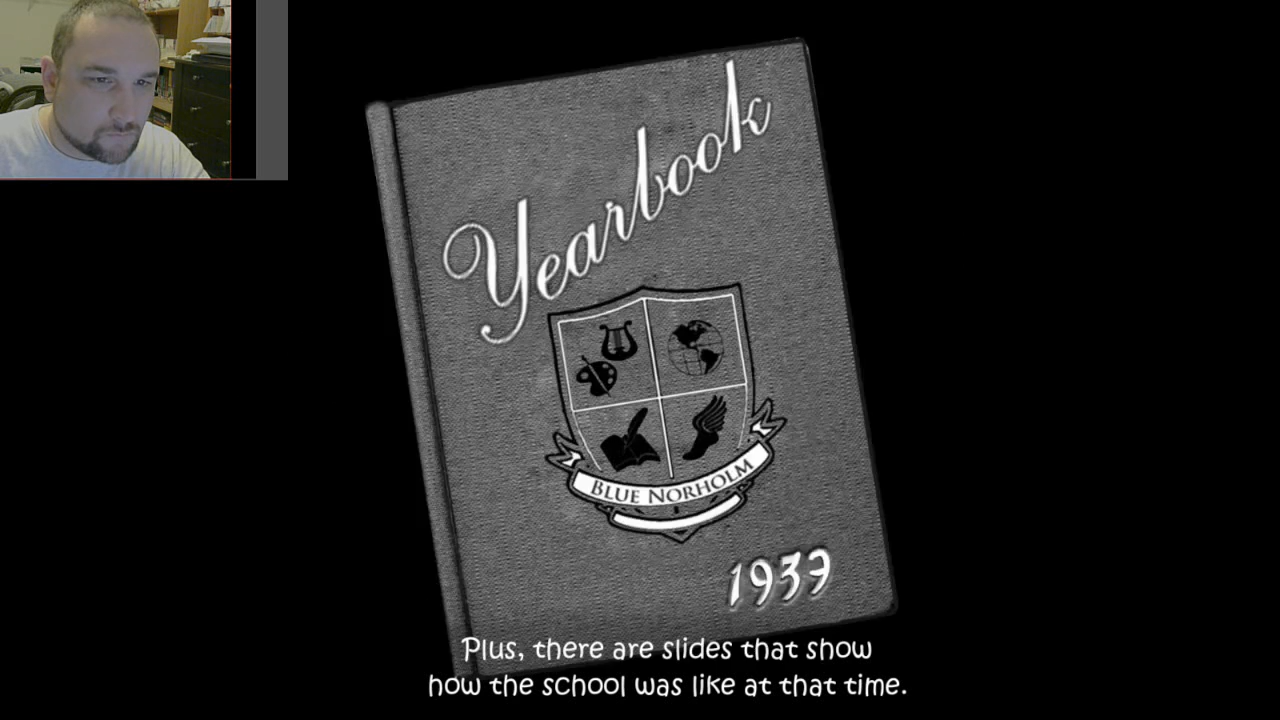 Yearbook
BLUE NORHOLM
1937
Plus, there are slides that show
how the school was like at that time.